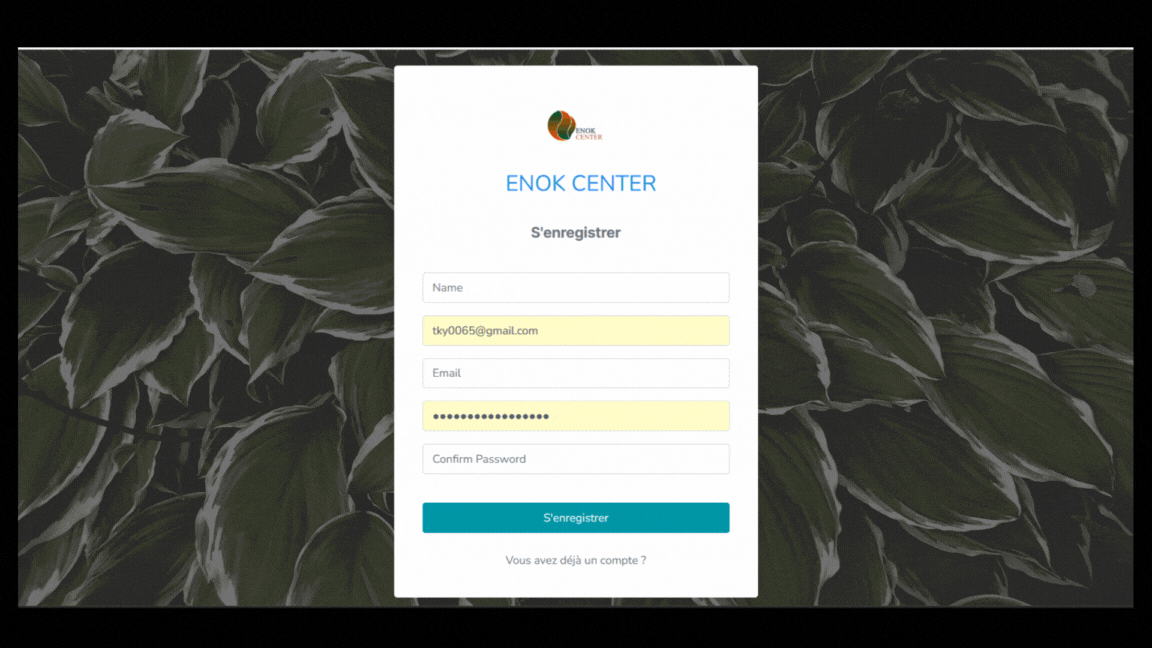 ENOK
CENTER
ENOK CENTER
S'enregistrer
Name
tky0065@gmail.com
Email
•••••••••••••••••
Confirm Password
S'enregistrer
Vous avez déjà un compte ?